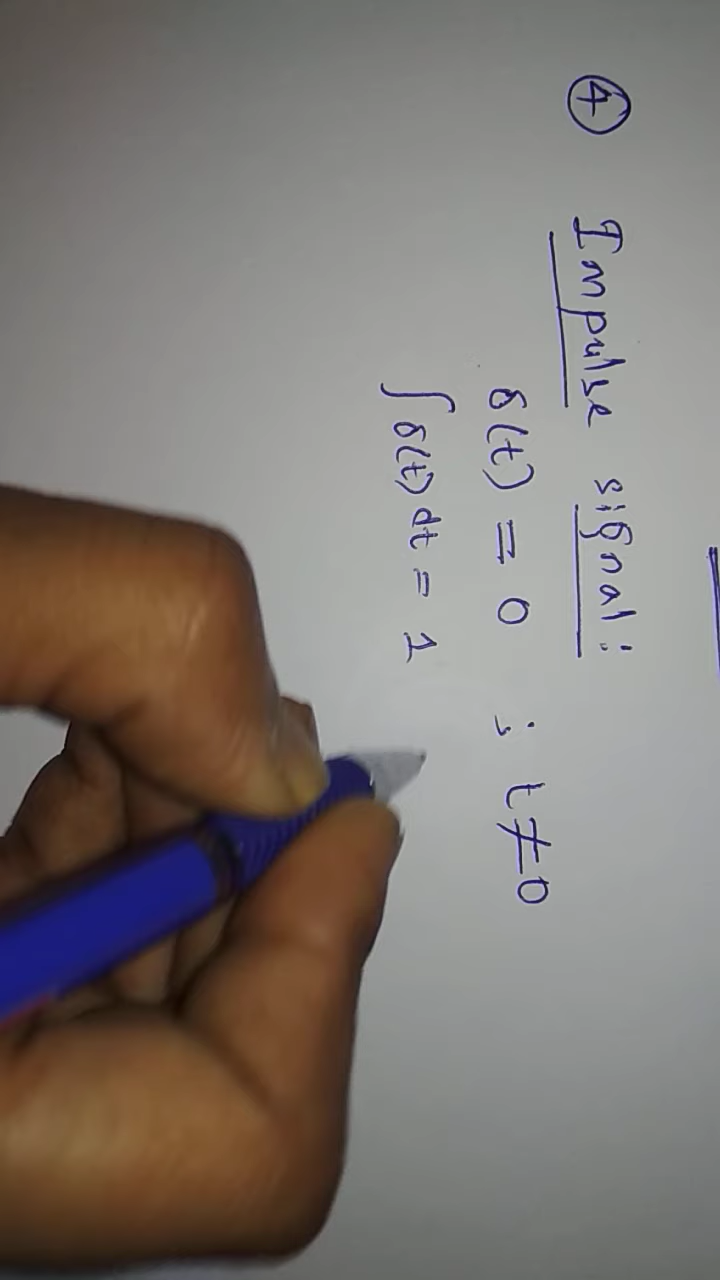 ④ Impulse signal:
δ(t) = 0 ; t≠0
∫δ(t) dt = 1